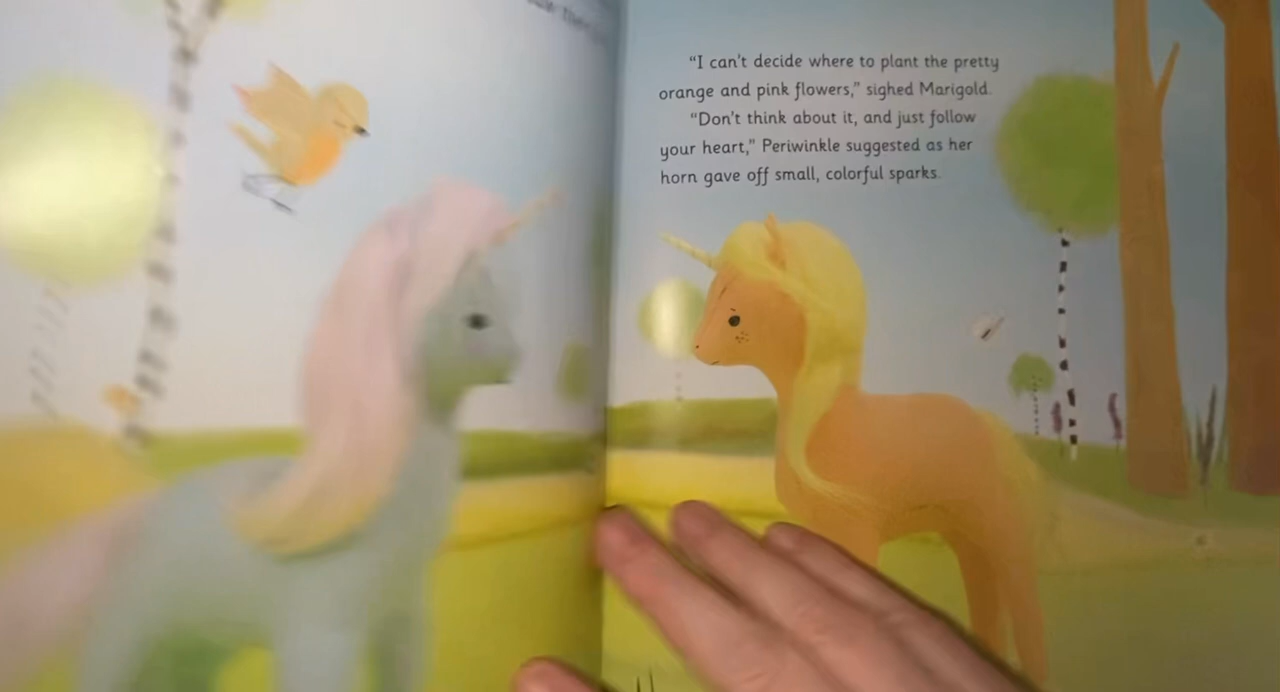 “I can’t decide where to plant the pretty
orange and pink flowers,” sighed Marigold.
“Don’t think about it, and just follow
your heart,” Periwinkle suggested as her
horn gave off small, colorful sparks.